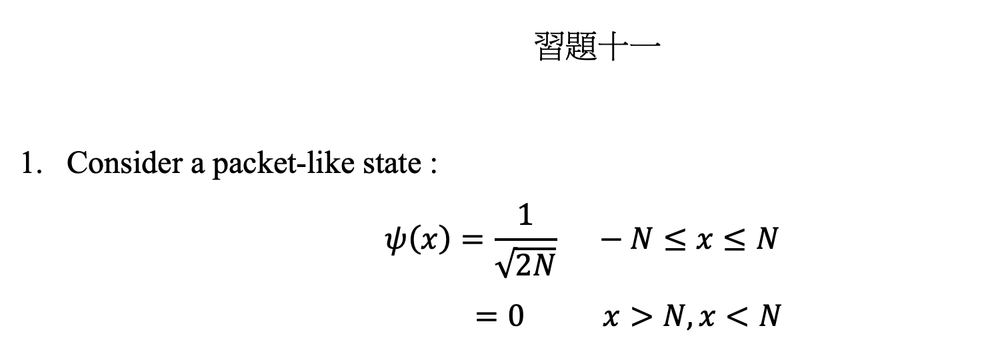 習題十一
1. Consider a packet-like state :
ψ(x) = 1/√2N − N ≤ x ≤ N
= 0 x > N, x < N